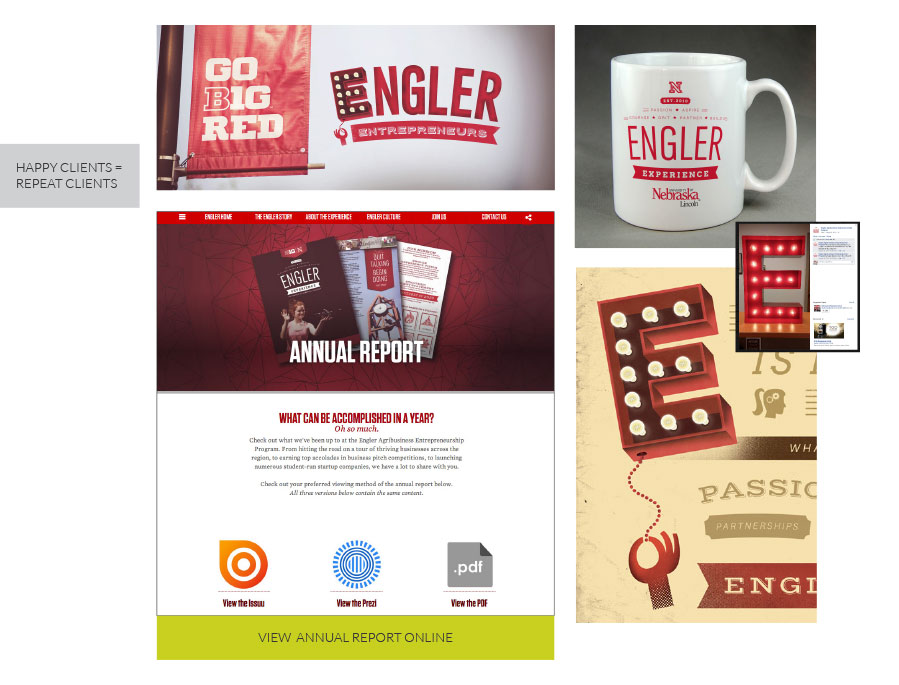 HAPPY CLIENTS =
REPEAT CLIENTS
GO
BIG
RED
ENGLER
ENTREPRENEURS
N
EST. 2010
PASSION ★ ASPIRE
COURAGE ★ GRIT ★ PARTNER ★ BUILD
ENGLER
EXPERIENCE
Nebraska
Lincoln
ENGLER HOME
THE ENGLER STORY
ABOUT THE EXPERIENCE
ENGLER CULTURE
JOIN US
CONTACT US
ENGLER
QUIT
TALKING
BEGIN
DOING
ANNUAL REPORT
WHAT CAN BE ACCOMPLISHED IN A YEAR?
Oh so much.
Check out what we've been up to at the Engler Agribusiness Entrepreneurship
Program. From hitting the road on a tour of thriving businesses across the
region, to earning top accolades in business pitch competitions, to launching
numerous student-run startup companies, we have a lot to share with you.
Check out your preferred viewing method of the annual report below.
All three versions below contain the same content.
.pdf
View the Issuu
View the Prezi
View the PDF
VIEW ANNUAL REPORT ONLINE
E
E
IS
WHA
PASSIO
PARTNERSHIPS
ENGL